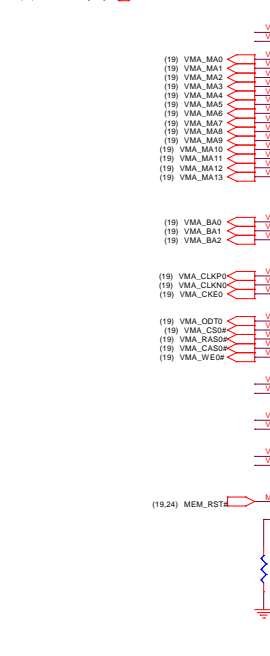 (19) VMA_MA0
(19) VMA_MA1
(19) VMA_MA2
(19) VMA_MA3
(19) VMA_MA4
(19) VMA_MA5
(19) VMA_MA6
(19) VMA_MA7
(19) VMA_MA8
(19) VMA_MA9
(19) VMA_MA10
(19) VMA_MA11
(19) VMA_MA12
(19) VMA_MA13
(19) VMA_BA0
(19) VMA_BA1
(19) VMA_BA2
(19) VMA_CLKP0
(19) VMA_CLKN0
(19) VMA_CKE0
(19) VMA_ODT0
(19) VMA_CS0#
(19) VMA_RAS0#
(19) VMA_CAS0#
(19) VMA_WE0#
(19,24) MEM_RST#